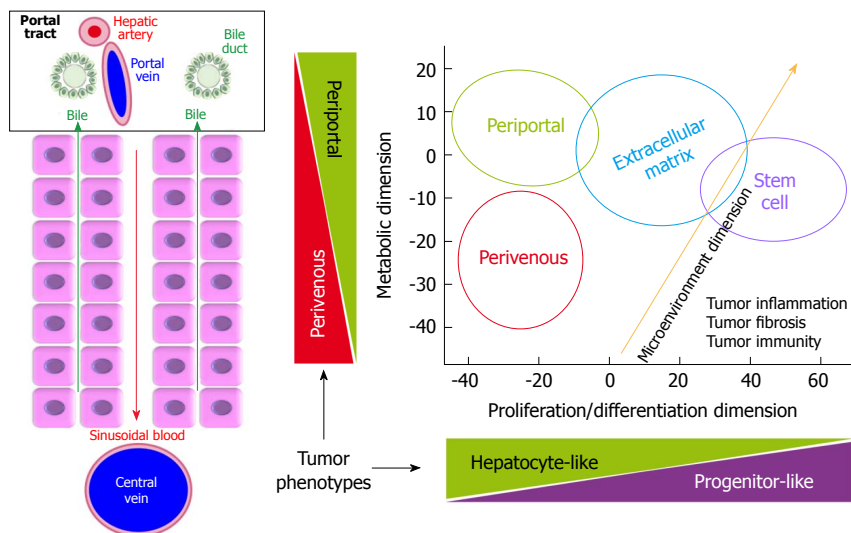 Portal
tract
Hepatic
artery
Bile
duct
Portal
vein
Bile
Bile
Sinusoidal blood
Central
vein
Periportal
Perivenous
Tumor
phenotypes
Metabolic dimension
20
10
0
-10
-20
-30
-40
Periportal
Extracellular
matrix
Stem
cell
Perivenous
Microenvironment dimension
Tumor inflammation
Tumor fibrosis
Tumor immunity
-40
-20
0
20
40
60
Proliferation/differentiation dimension
Hepatocyte-like
Progenitor-like